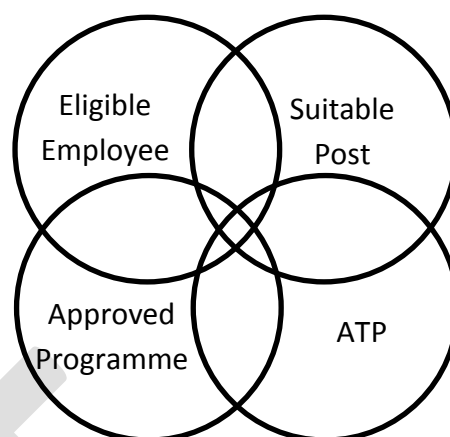 Eligible
Employee
Suitable
Post
Approved
Programme
ATP